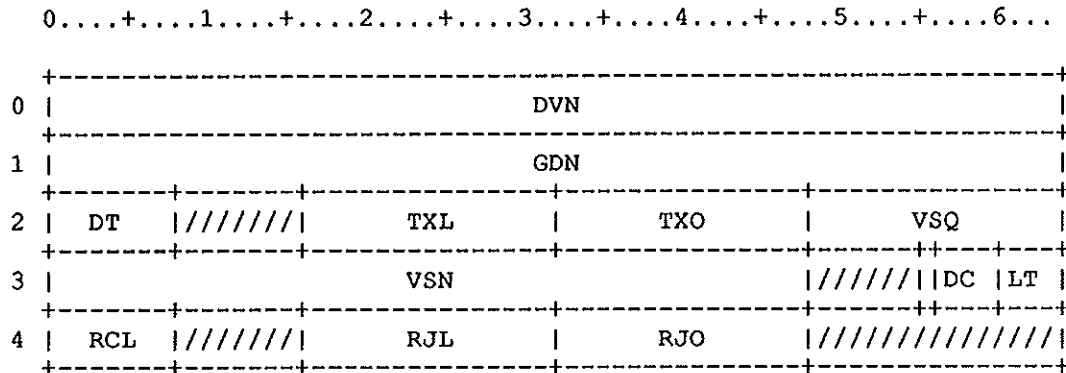 0....+....1....+....2....+....3....+....4....+....5....+....6...
+---------------------------------------------------------------+
0 | DVN |
+---------------------------------------------------------------+
1 | GDN |
+-------+-------+---------------+---------------+---------------+
2 | DT |///////| TXL | TXO | VSQ |
+-------+-------+---------------+---------------+------++---+---+
3 | VSN |//////||DC |LT |
+-------+-------+---------------+---------------+------++---+---+
4 | RCL |///////| RJL | RJO |///////////////|
+-------+-------+---------------+---------------+---------------+